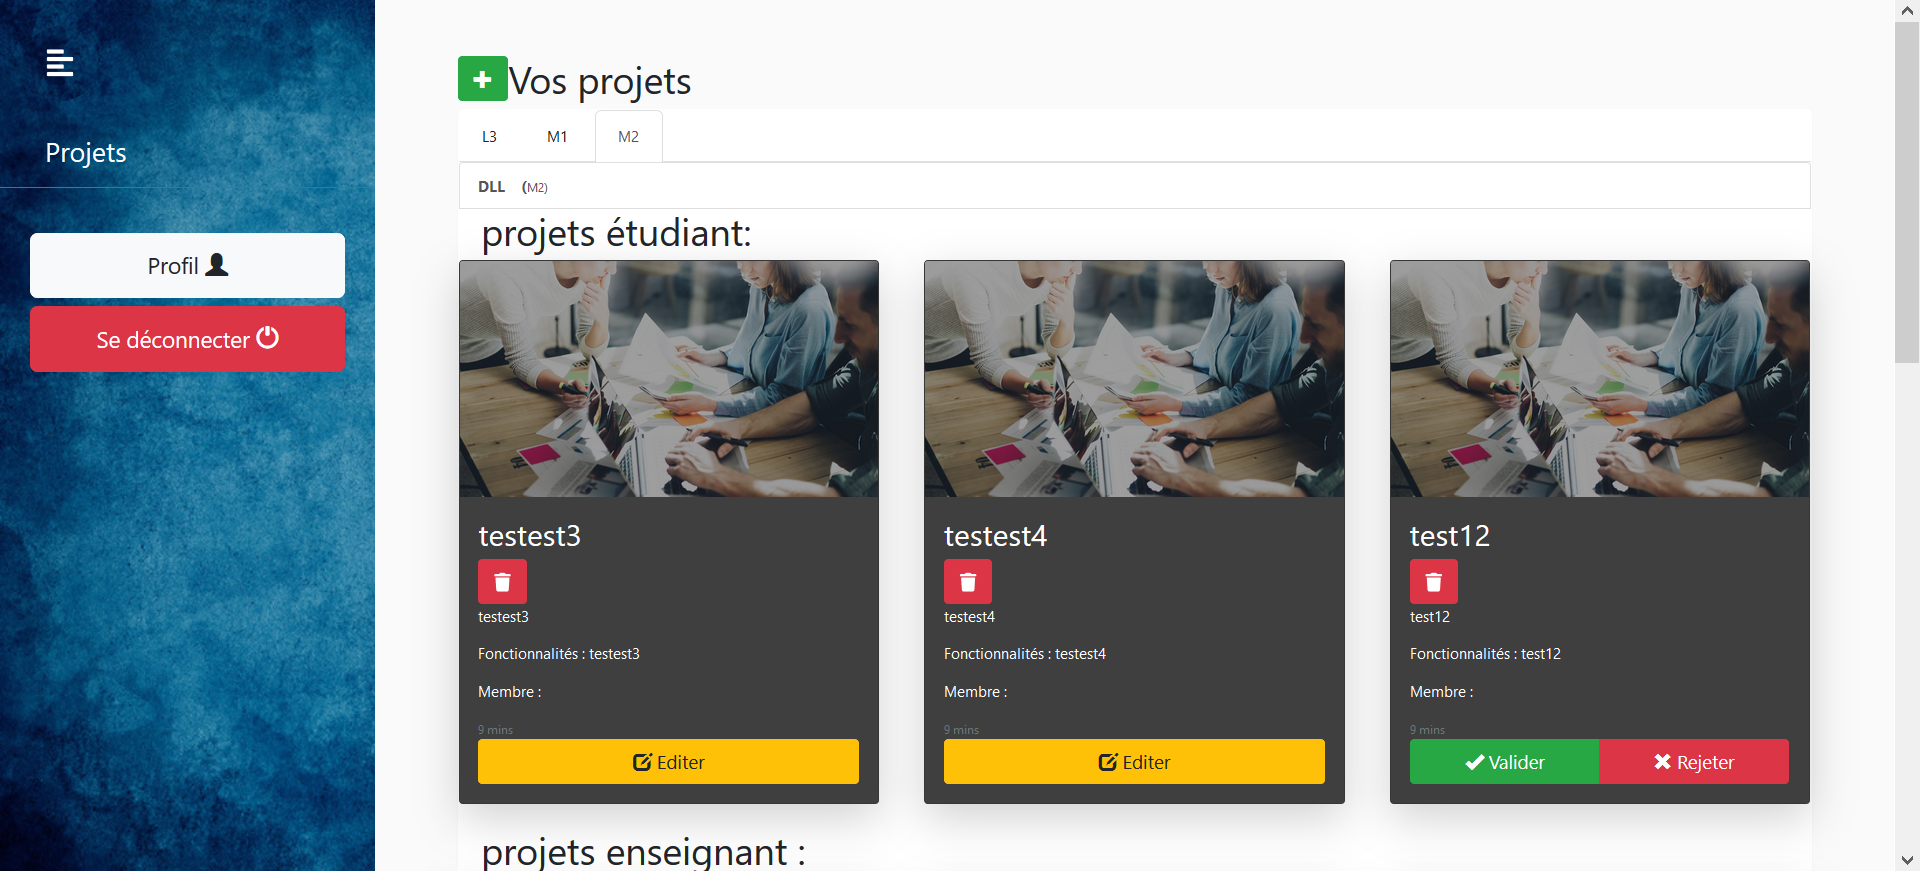 Projets
Profil
Se déconnecter
Vos projets
L3 M1 M2
DLL (M2)
projets étudiant:
testest3
testest3
Fonctionnalités : testest3
Membre :
9 mins
Editer
testest4
testest4
Fonctionnalités : testest4
Membre :
9 mins
Editer
test12
test12
Fonctionnalités : test12
Membre :
9 mins
Valider Rejeter
projets enseignant :